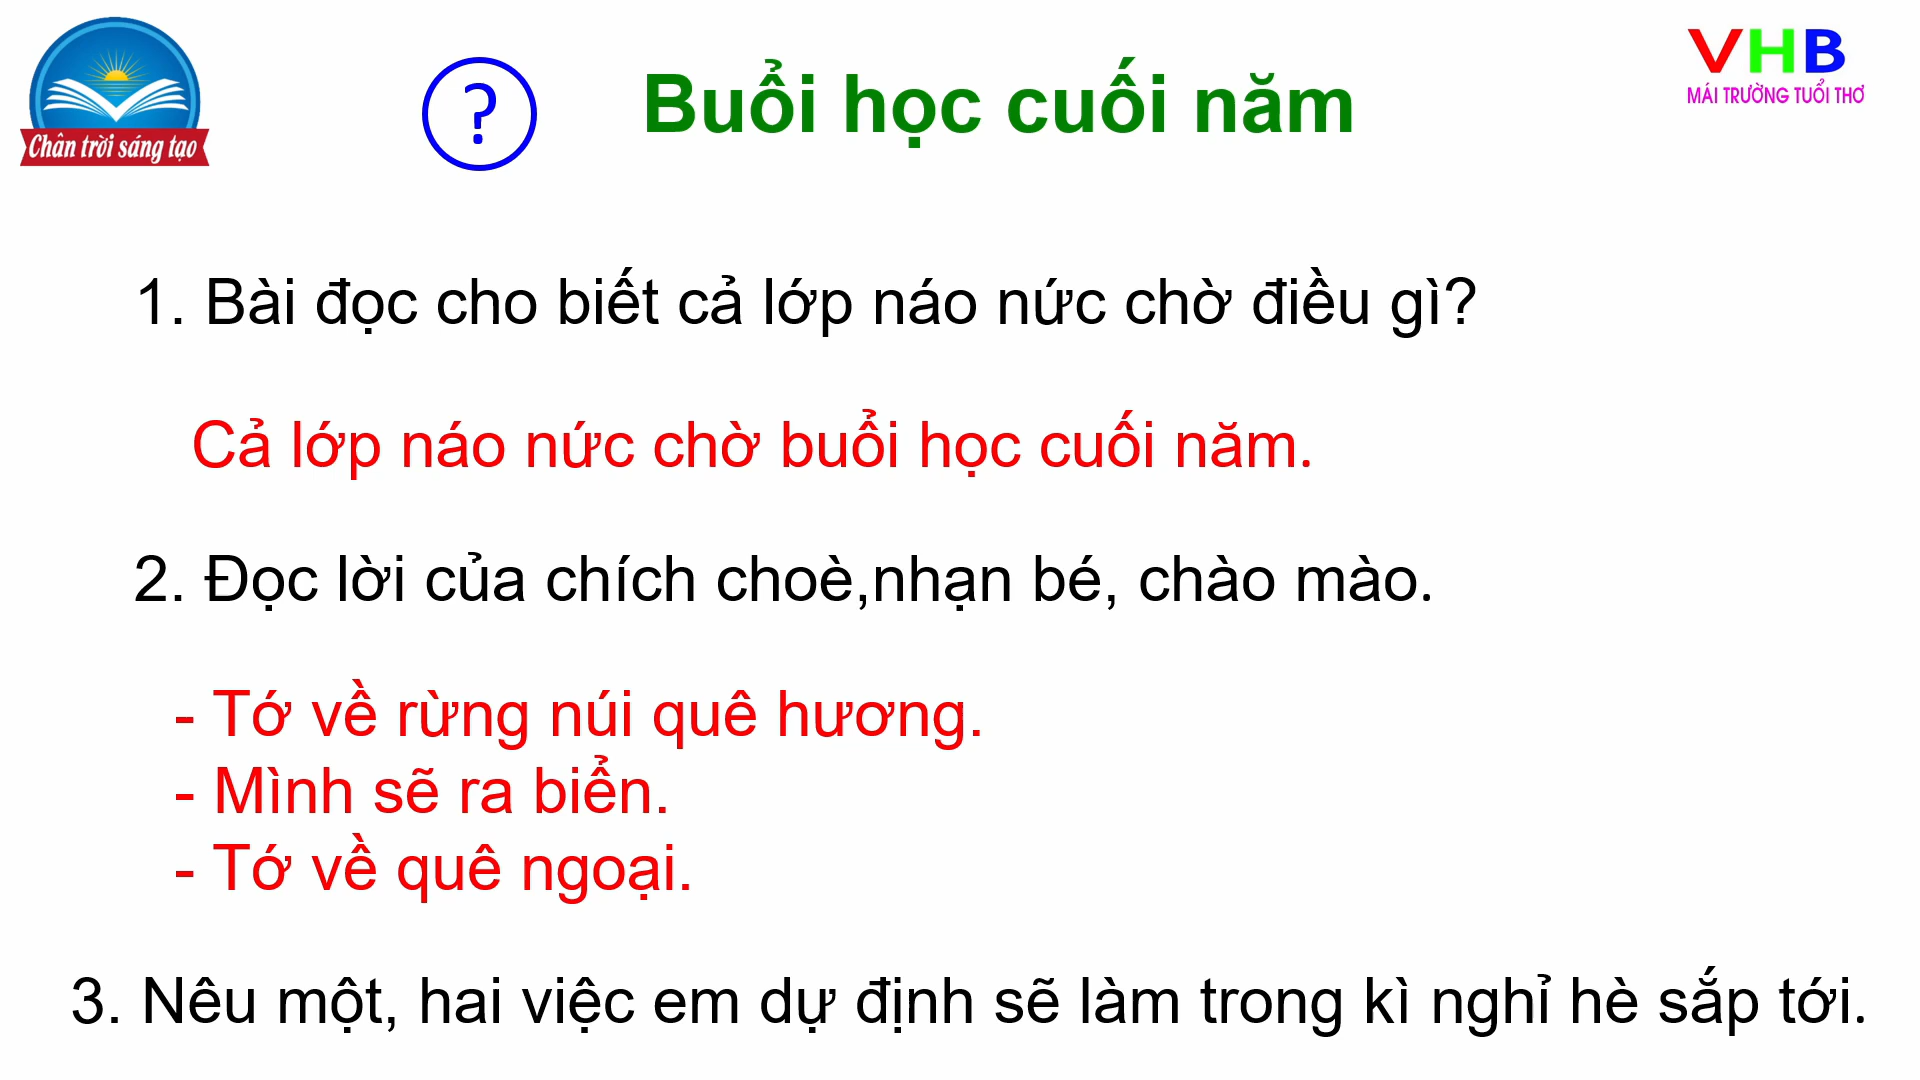 Chân trời sáng tạo
?
Buổi học cuối năm
VHB
MÁI TRƯỜNG TUỔI THƠ
1. Bài đọc cho biết cả lớp náo nức chờ điều gì?
Cả lớp náo nức chờ buổi học cuối năm.
2. Đọc lời của chích choè,nhạn bé, chào mào.
- Tớ về rừng núi quê hương.
- Mình sẽ ra biển.
- Tớ về quê ngoại.
3. Nêu một, hai việc em dự định sẽ làm trong kì nghỉ hè sắp tới.